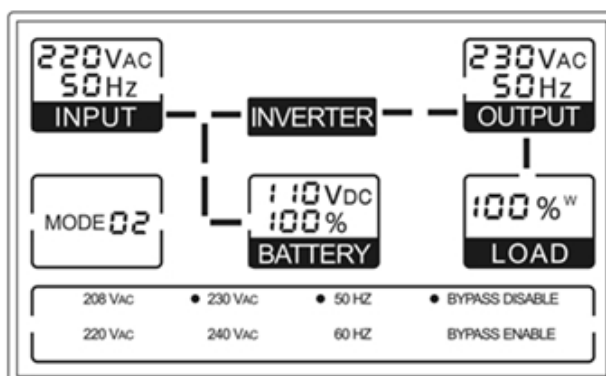 220VAC
50Hz
INPUT
INVERTER
230VAC
50Hz
OUTPUT
MODE 02
110VDC
100%
BATTERY
100%W
LOAD
208 VAC ● 230 VAC ● 50 HZ ● BYPASS DISABLE
220 VAC 240 VAC 60 HZ BYPASS ENABLE